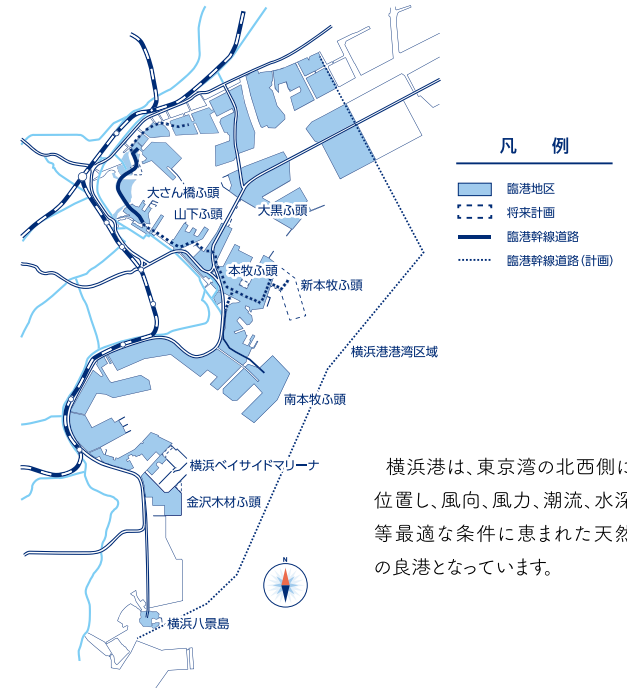 凡 例
臨港地区
将来計画
臨港幹線道路
臨港幹線道路(計画)
大さん橋ふ頭
山下ふ頭
大黒ふ頭
本牧ふ頭
新本牧ふ頭
横浜港港湾区域
南本牧ふ頭
横浜ベイサイドマリーナ
金沢木材ふ頭
N
横浜八景島
横浜港は、東京湾の北西側に
位置し、風向、風力、潮流、水深
等最適な条件に恵まれた天然
の良港となっています。